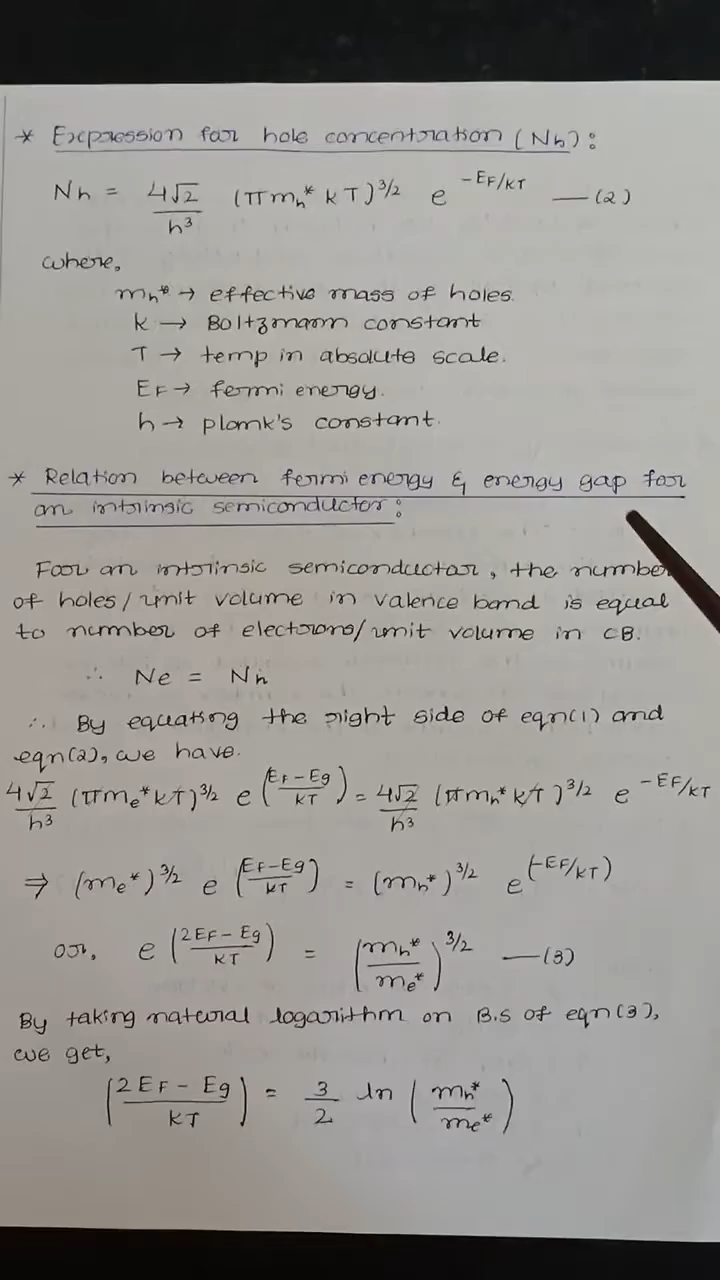 * Expression for hole concentration (Nh):
Nh = 4√2/h³ (πmh* kT)^3/2 e^-EF/KT —(2)
where,
mh* → effective mass of holes.
k → Boltzmann constant
T → temp in absolute scale.
EF → fermi energy.
h → plank's constant.
* Relation between fermi energy & energy gap for
an intrinsic semiconductor:
For an intrinsic semiconductor, the number
of holes/unit volume in valence band is equal
to number of electrons/unit volume in CB.
∴ Ne = Nh
∴ By equating the right side of eqn(1) and
eqn(2), we have.
4√2/h³ (πme*kT)^3/2 e^(EF-Eg/KT) = 4√2/h³ (πmh*kT)^3/2 e^-EF/KT
⇒ (me*)^3/2 e^(EF-Eg/KT) = (mh*)^3/2 e^(-EF/KT)
or, e^(2EF-Eg/KT) = (mh*/me*)^3/2 —(3)
By taking natural logarithm on B.S of eqn(3),
we get,
(2EF-Eg/KT) = 3/2 ln (mh*/me*)